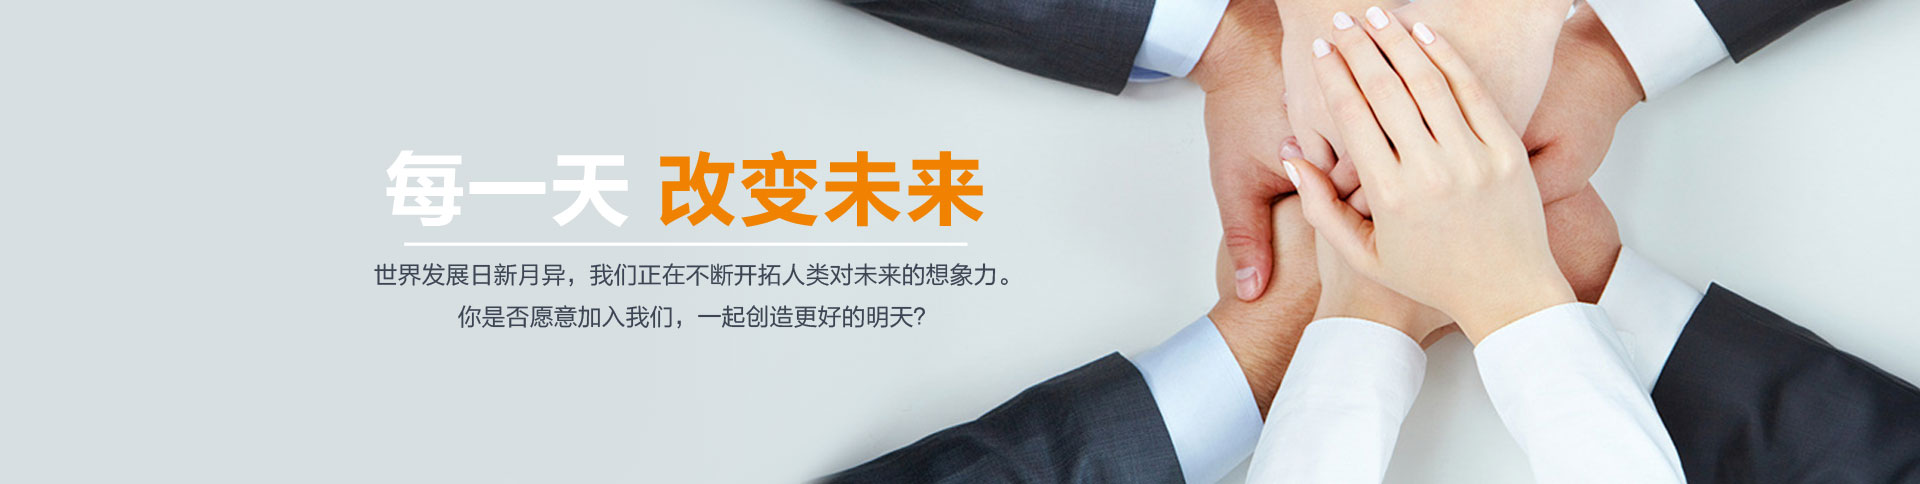 每一天 改变未来
世界发展日新月异，我们正在不断开拓人类对未来的想象力。
你是否愿意加入我们，一起创造更好的明天?